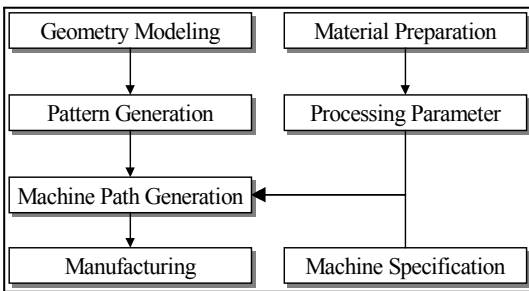 Geometry Modeling
Material Preparation
Pattern Generation
Processing Parameter
Machine Path Generation
Manufacturing
Machine Specification